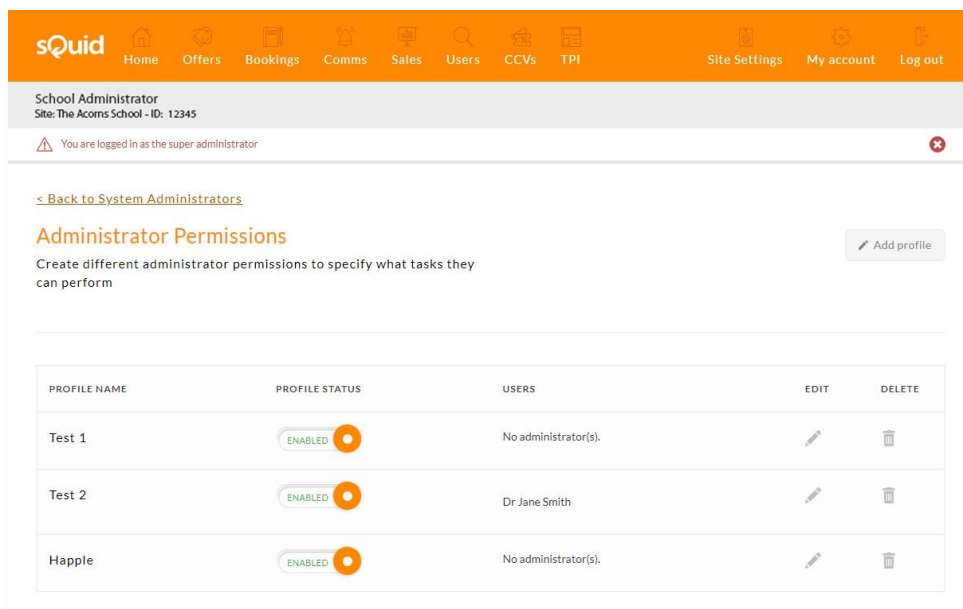 sQuid
Home Offers Bookings Comms Sales Users CCVs TPI Site Settings My account Log out
School Administrator
Site: The Acorns School - ID: 12345
You are logged in as the super administrator
< Back to System Administrators
Administrator Permissions
Add profile
Create different administrator permissions to specify what tasks they
can perform
PROFILE NAME PROFILE STATUS USERS EDIT DELETE
Test 1 ENABLED No administrator(s).
Test 2 ENABLED Dr Jane Smith
Happle ENABLED No administrator(s).